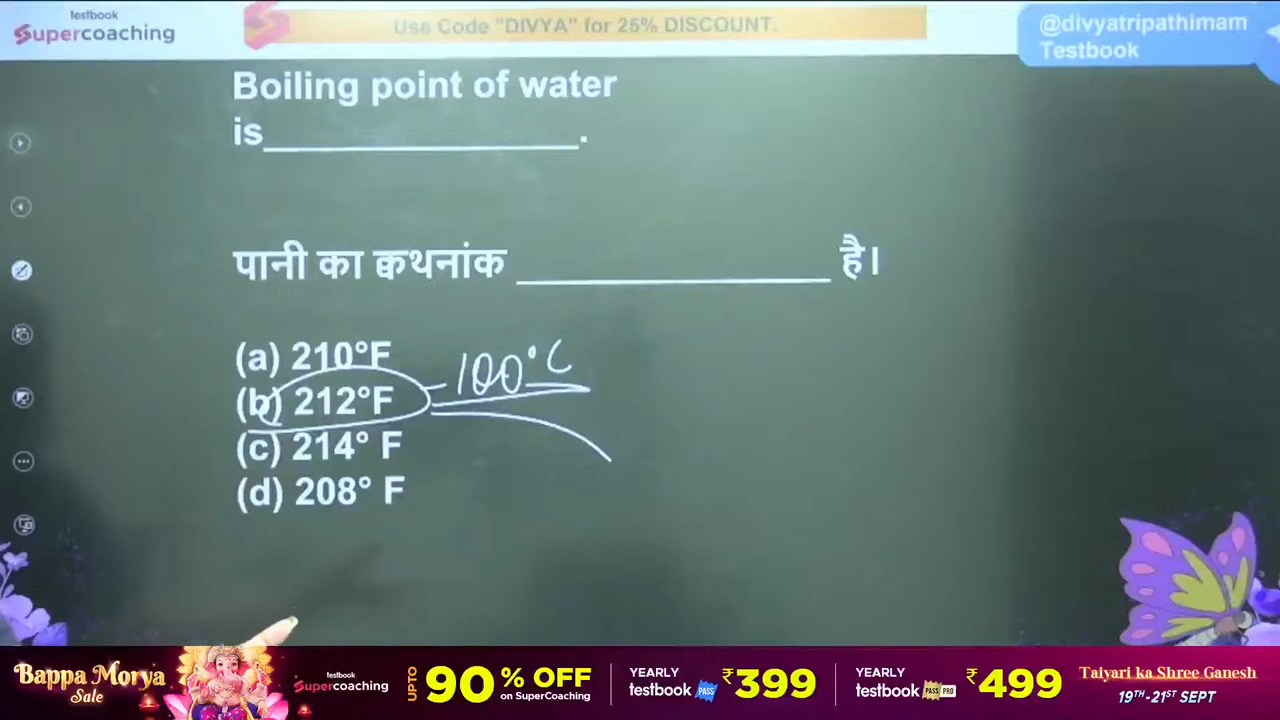 testbook
Supercoaching
Use Code "DIVYA" for 25% DISCOUNT.
@divyatripathimam
Testbook
Boiling point of water
is_______________.
पानी का क्वथनांक _______________ है।
(a) 210°F
(b) 212°F
100°C
(c) 214° F
(d) 208° F
Bappa Morya
Sale
testbook
Supercoaching
UPTO 90% OFF
on SuperCoaching
YEARLY
testbook PASS
₹399
YEARLY
testbook PASS PRO
₹499
Taiyari ka Shree Ganesh
19TH-21ST SEPT